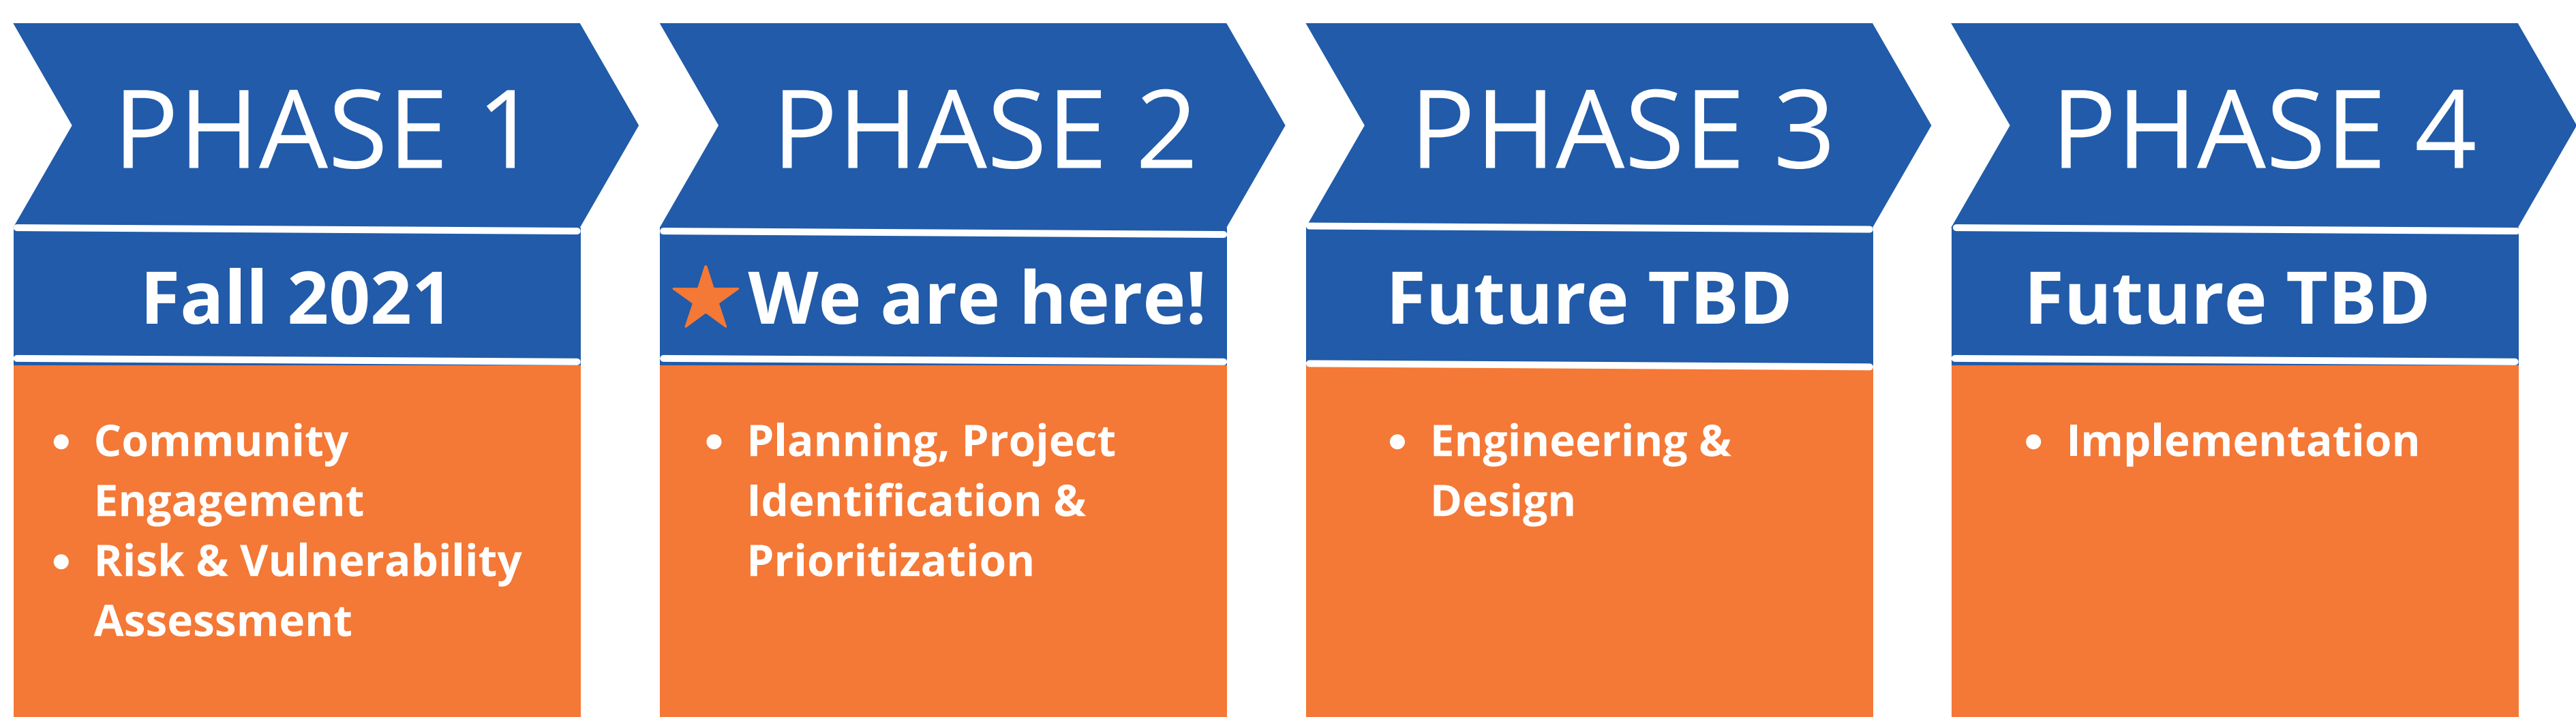 PHASE 1
Fall 2021
• Community
Engagement
• Risk & Vulnerability
Assessment
PHASE 2
We are here!
• Planning, Project
Identification &
Prioritization
PHASE 3
Future TBD
• Engineering &
Design
PHASE 4
Future TBD
• Implementation